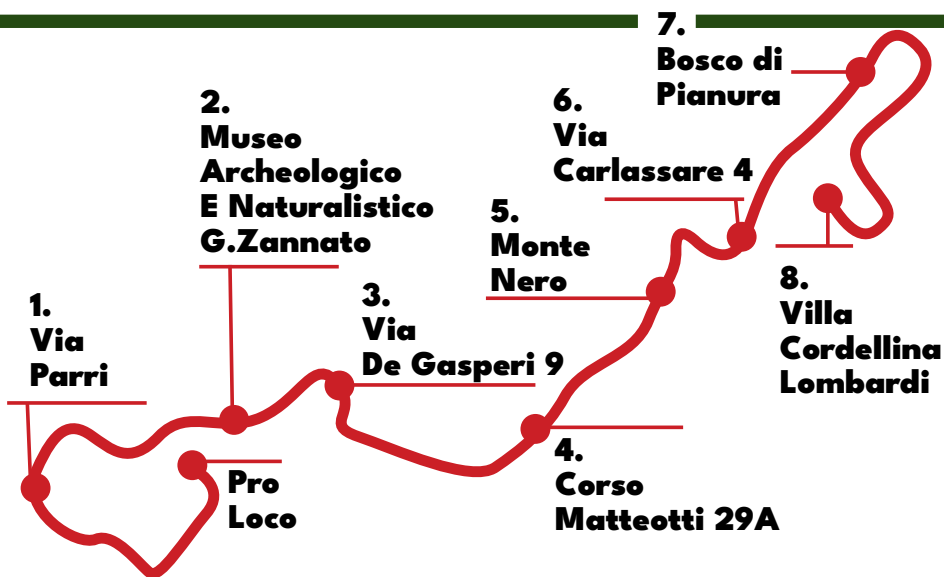 1.
Via
Parri
2.
Museo
Archeologico
E Naturalistico
G.Zannato
3.
Via
De Gasperi 9
4.
Corso
Matteotti 29A
5.
Monte
Nero
6.
Via
Carlassare 4
7.
Bosco di
Pianura
8.
Villa
Cordellina
Lombardi
Pro
Loco